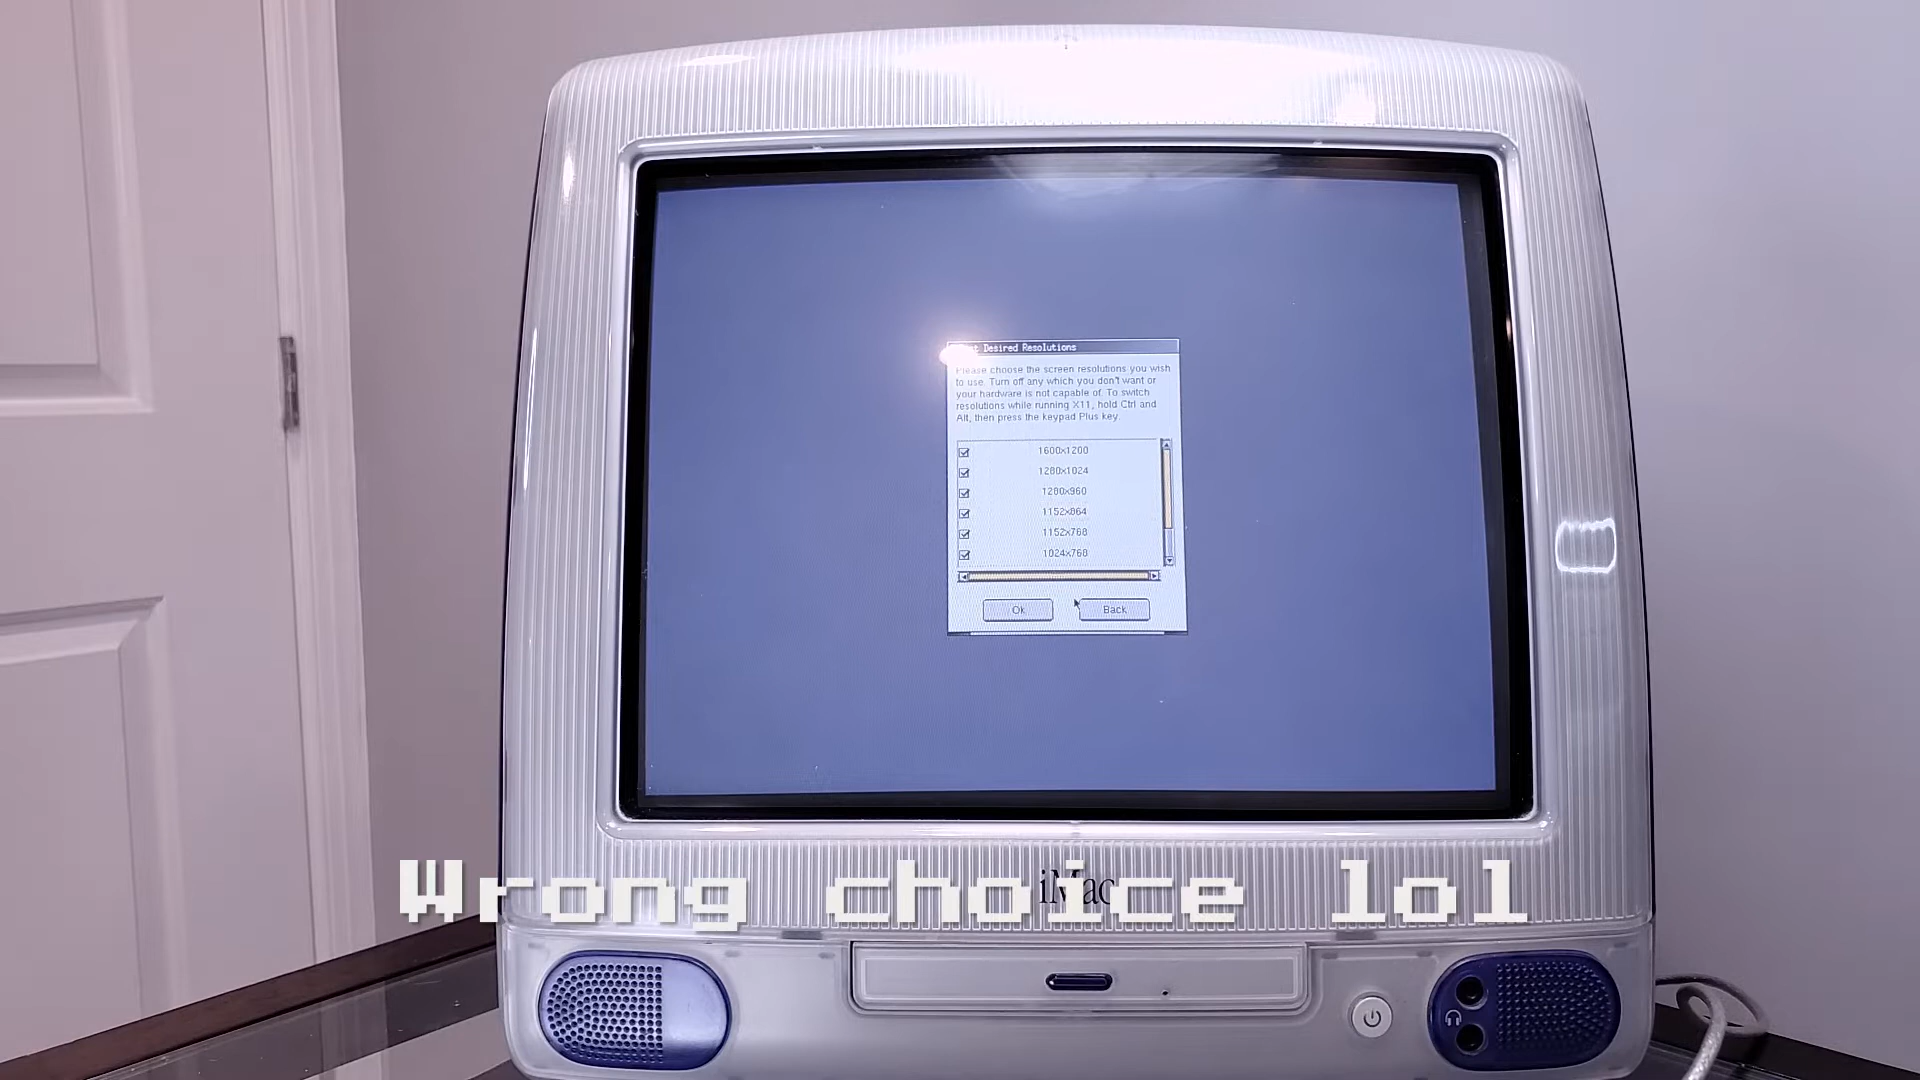 Desired Resolutions
Please choose the screen resolutions you wish
to use. Turn off any which you don't want or
your hardware is not capable of. To switch
resolutions while running X11, hold Ctrl and
Alt, then press the keypad Plus key.
1600x1200
1280x1024
1280x960
1152x864
1152x768
1024x768
Ok
Back
iMac
Wrong choice lol